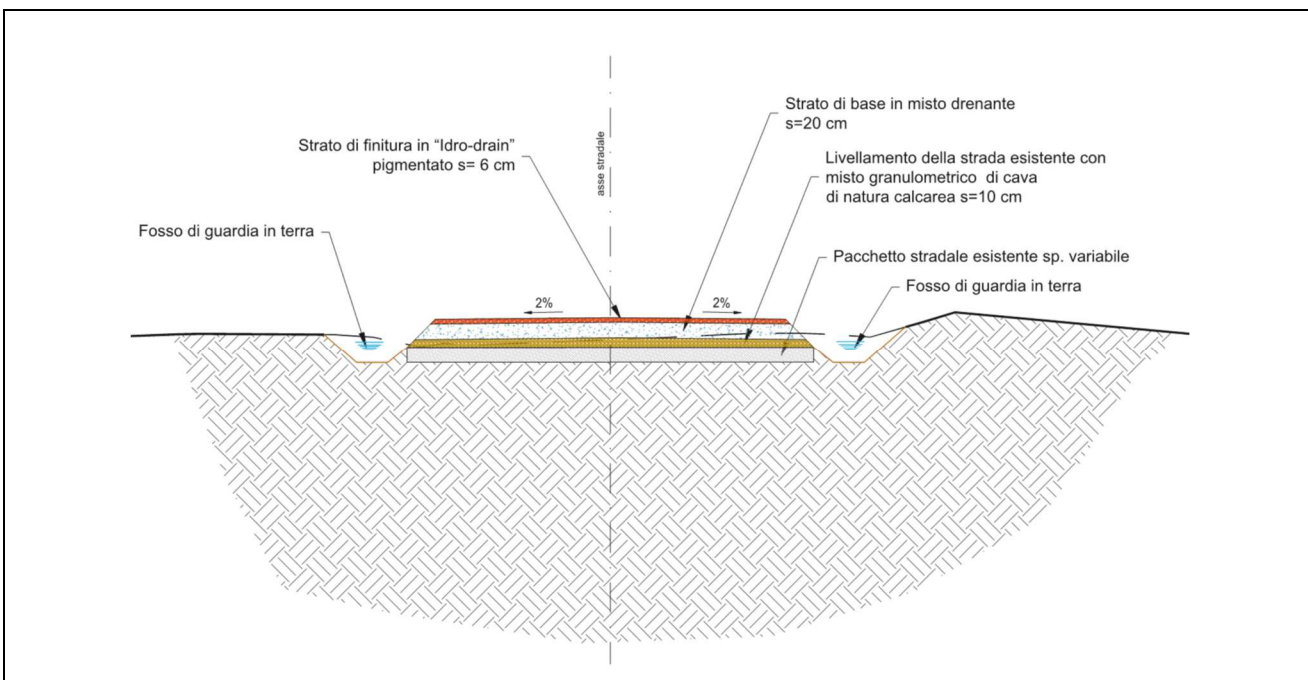 Strato di base in misto drenante
s=20 cm
Strato di finitura in “Idro-drain”
pigmentato s= 6 cm
asse stradale
Livellamento della strada esistente con
misto granulometrico di cava
di natura calcarea s=10 cm
Fosso di guardia in terra
Pacchetto stradale esistente sp. variabile
Fosso di guardia in terra
2%
2%